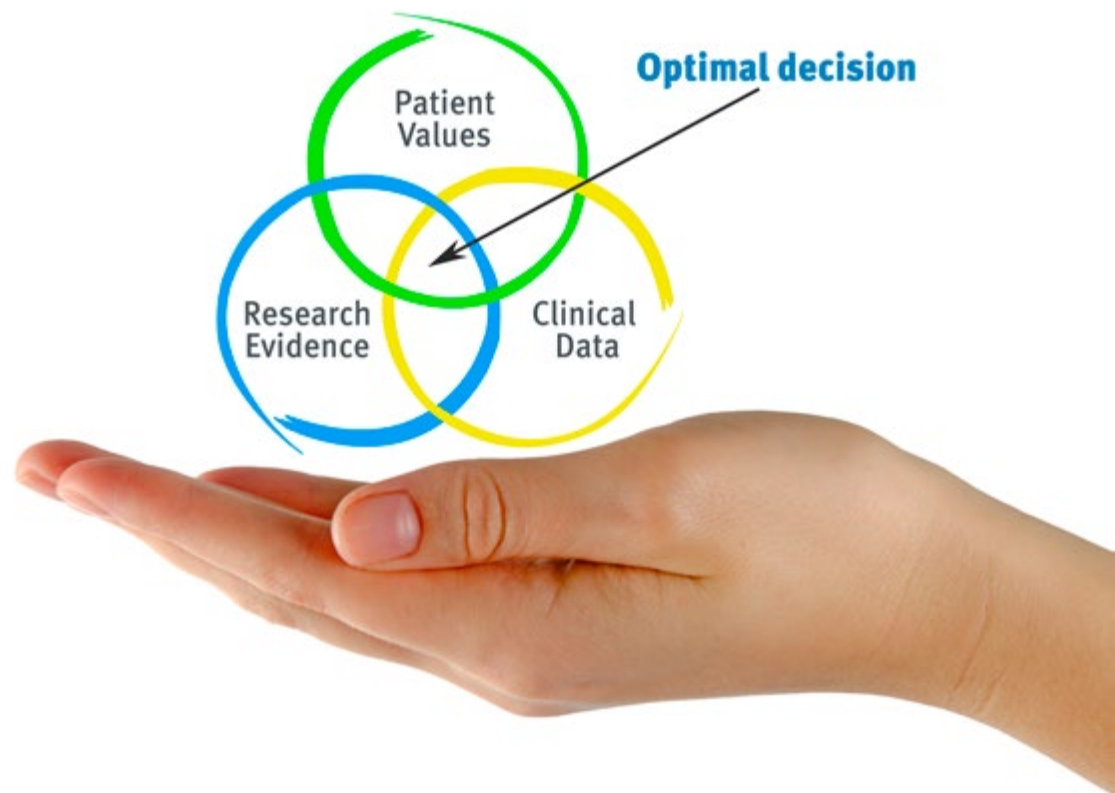 Optimal decision
Patient
Values
Research
Evidence
Clinical
Data